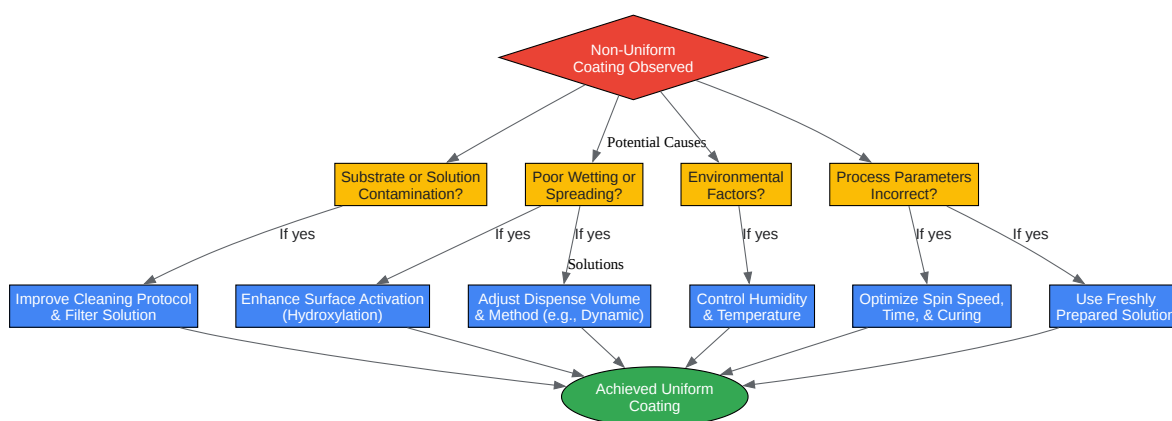 Non-Uniform
Coating Observed
Potential Causes
Substrate or Solution
Contamination?
Poor Wetting or
Spreading?
Environmental
Factors?
Process Parameters
Incorrect?
If yes
If yes
If yes
If yes
If yes
If yes
Solutions
Improve Cleaning Protocol
& Filter Solution
Enhance Surface Activation
(Hydroxylation)
Adjust Dispense Volume
& Method (e.g., Dynamic)
Control Humidity
& Temperature
Optimize Spin Speed,
Time, & Curing
Use Freshly
Prepared Solution
Achieved Uniform
Coating